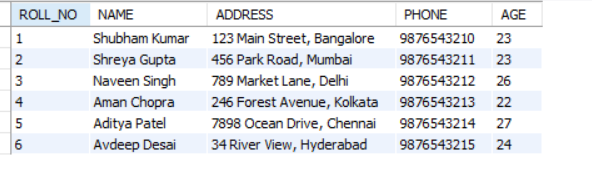 ROLL_NO NAME ADDRESS PHONE AGE
1 Shubham Kumar 123 Main Street, Bangalore 9876543210 23
2 Shreya Gupta 456 Park Road, Mumbai 9876543211 23
3 Naveen Singh 789 Market Lane, Delhi 9876543212 26
4 Aman Chopra 246 Forest Avenue, Kolkata 9876543213 22
5 Aditya Patel 7898 Ocean Drive, Chennai 9876543214 27
6 Avdeep Desai 34 River View, Hyderabad 9876543215 24